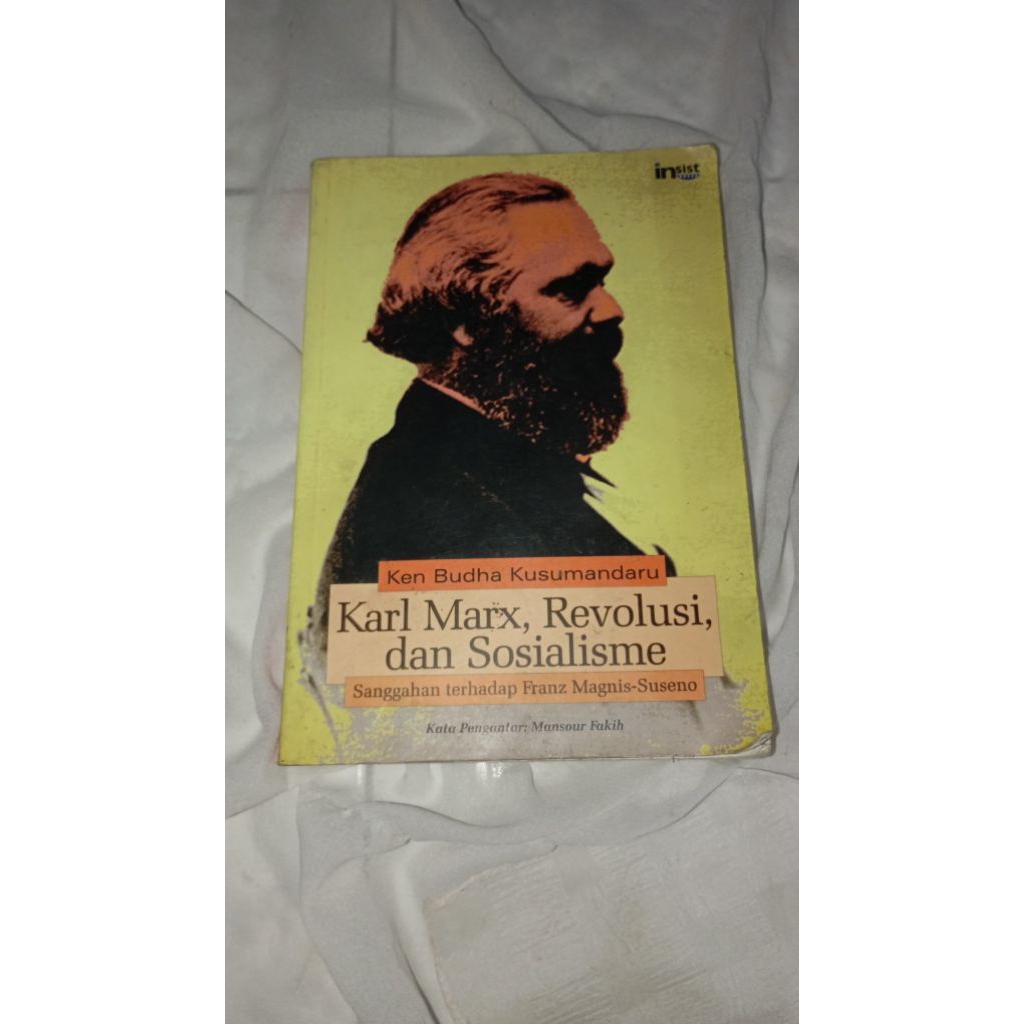 insist
Ken Budha Kusumandaru
Karl Marx, Revolusi,
dan Sosialisme
Sanggahan terhadap Franz Magnis-Suseno
Kata Pengantar: Mansour Fakih